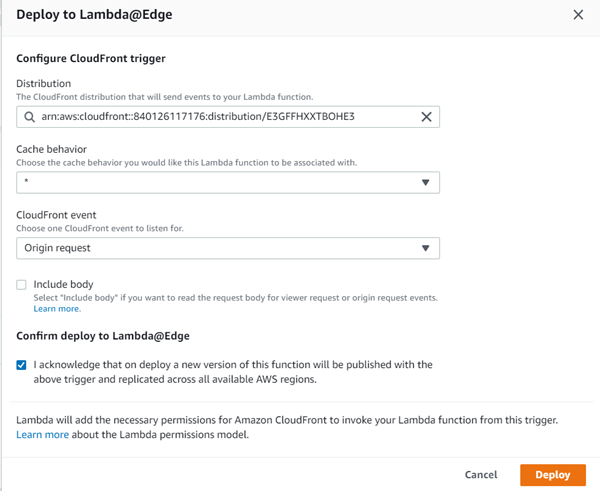 Deploy to Lambda@Edge
Configure CloudFront trigger
Distribution
The CloudFront distribution that will send events to your Lambda function.
arn:aws:cloudfront::840126117176:distribution/E3GFFHXXTBOHE3
Cache behavior
Choose the cache behavior you would like this Lambda function to be associated with.
*
CloudFront event
Choose one CloudFront event to listen for.
Origin request
Include body
Select "Include body" if you want to read the request body for viewer request or origin request events.
Learn more.
Confirm deploy to Lambda@Edge
I acknowledge that on deploy a new version of this function will be published with the
above trigger and replicated across all available AWS regions.
Lambda will add the necessary permissions for Amazon CloudFront to invoke your Lambda function from this trigger.
Learn more about the Lambda permissions model.
Cancel Deploy